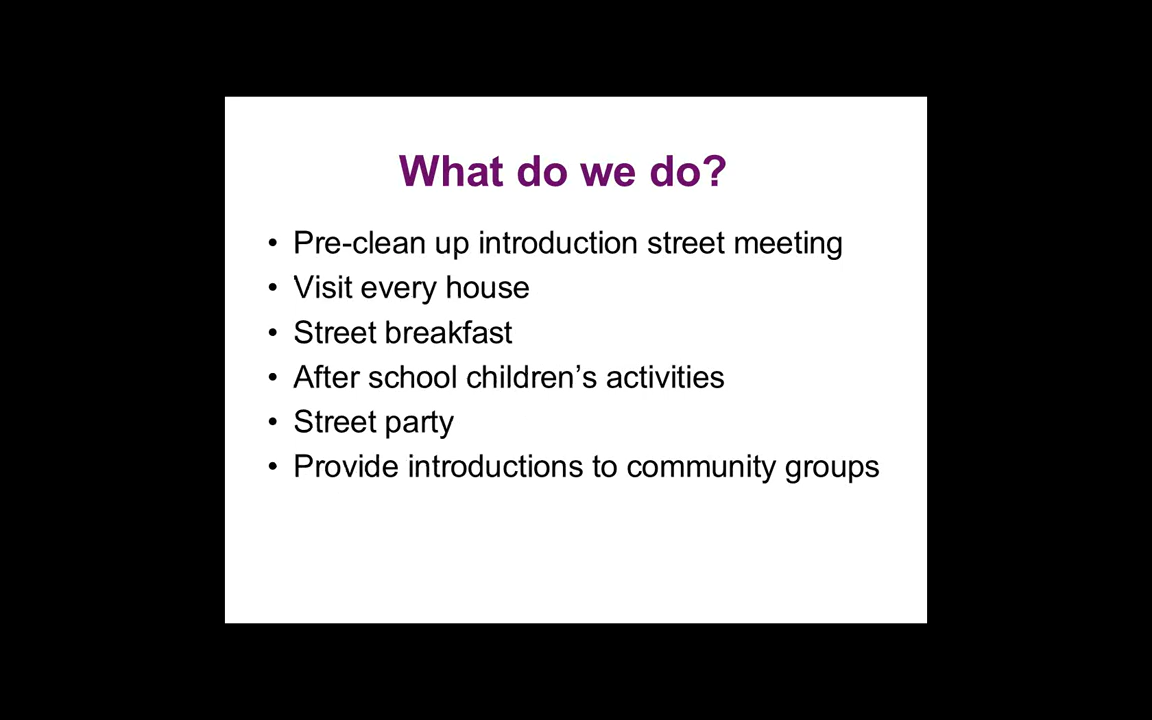 What do we do?
• Pre-clean up introduction street meeting
• Visit every house
• Street breakfast
• After school children’s activities
• Street party
• Provide introductions to community groups